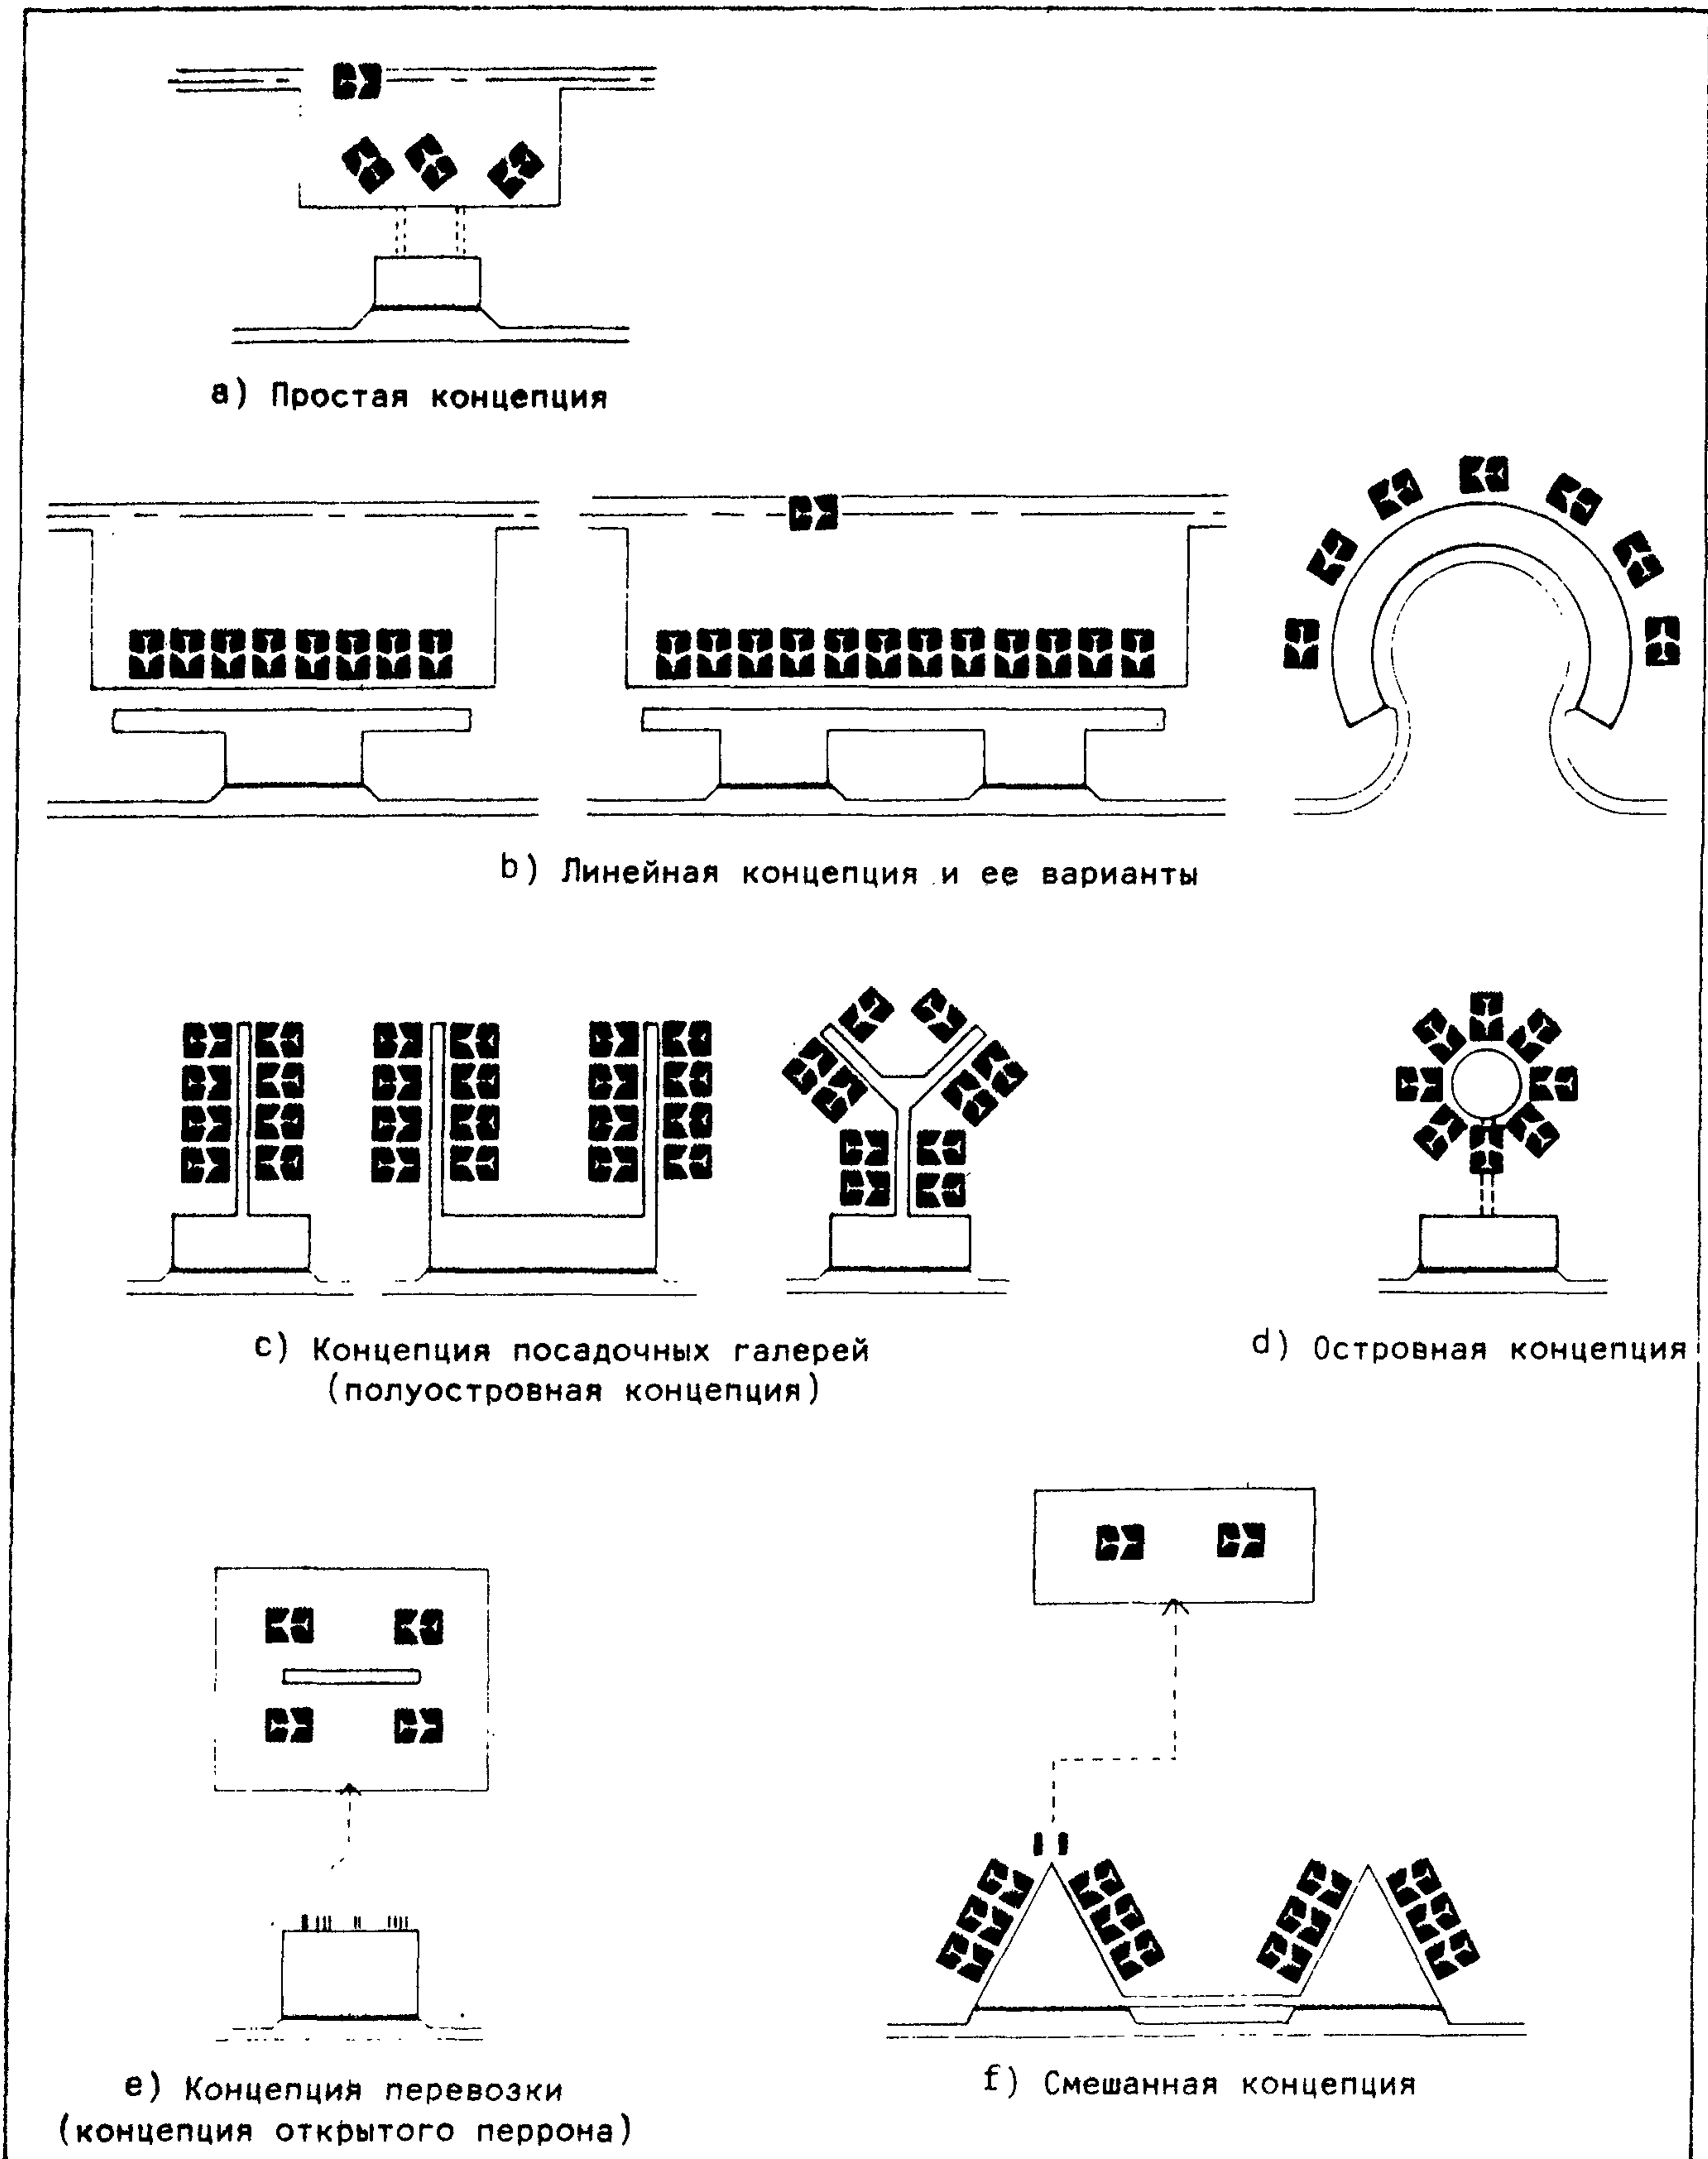 a) Простая концепция
b) Линейная концепция и ее варианты
c) Концепция посадочных галерей
(полуостровная концепция)
d) Островная концепция
e) Концепция перевозки
(концепция открытого перрона)
f) Смешанная концепция